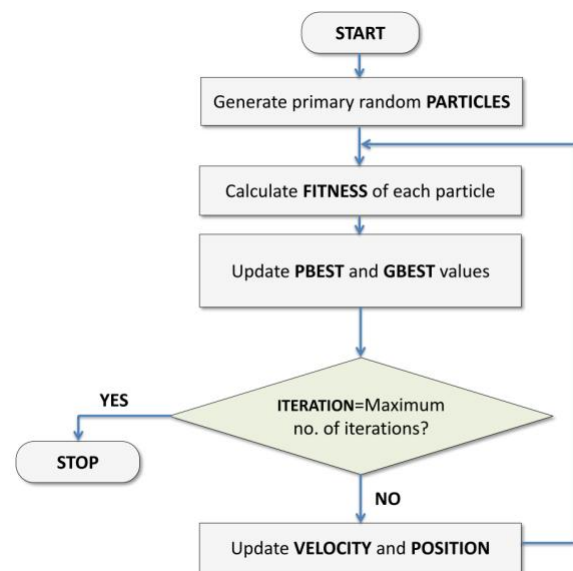 START
Generate primary random PARTICLES
Calculate FITNESS of each particle
Update PBEST and GBEST values
ITERATION=Maximum
no. of iterations?
YES
STOP
NO
Update VELOCITY and POSITION